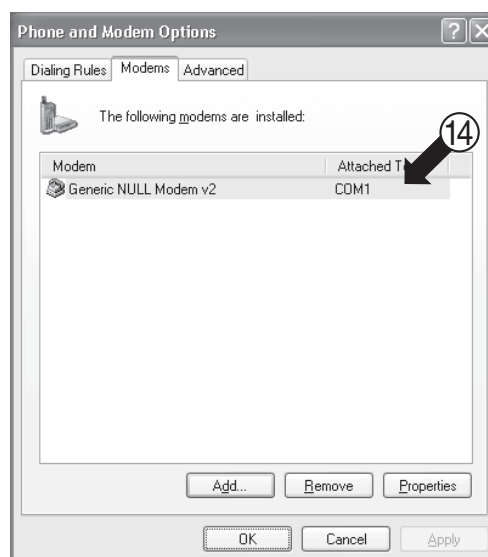 Phone and Modem Options
Dialing Rules Modems Advanced
The following modems are installed:
14
Modem Attached
Generic NULL Modem v2 COM1
Add... Remove Properties
OK Cancel Apply